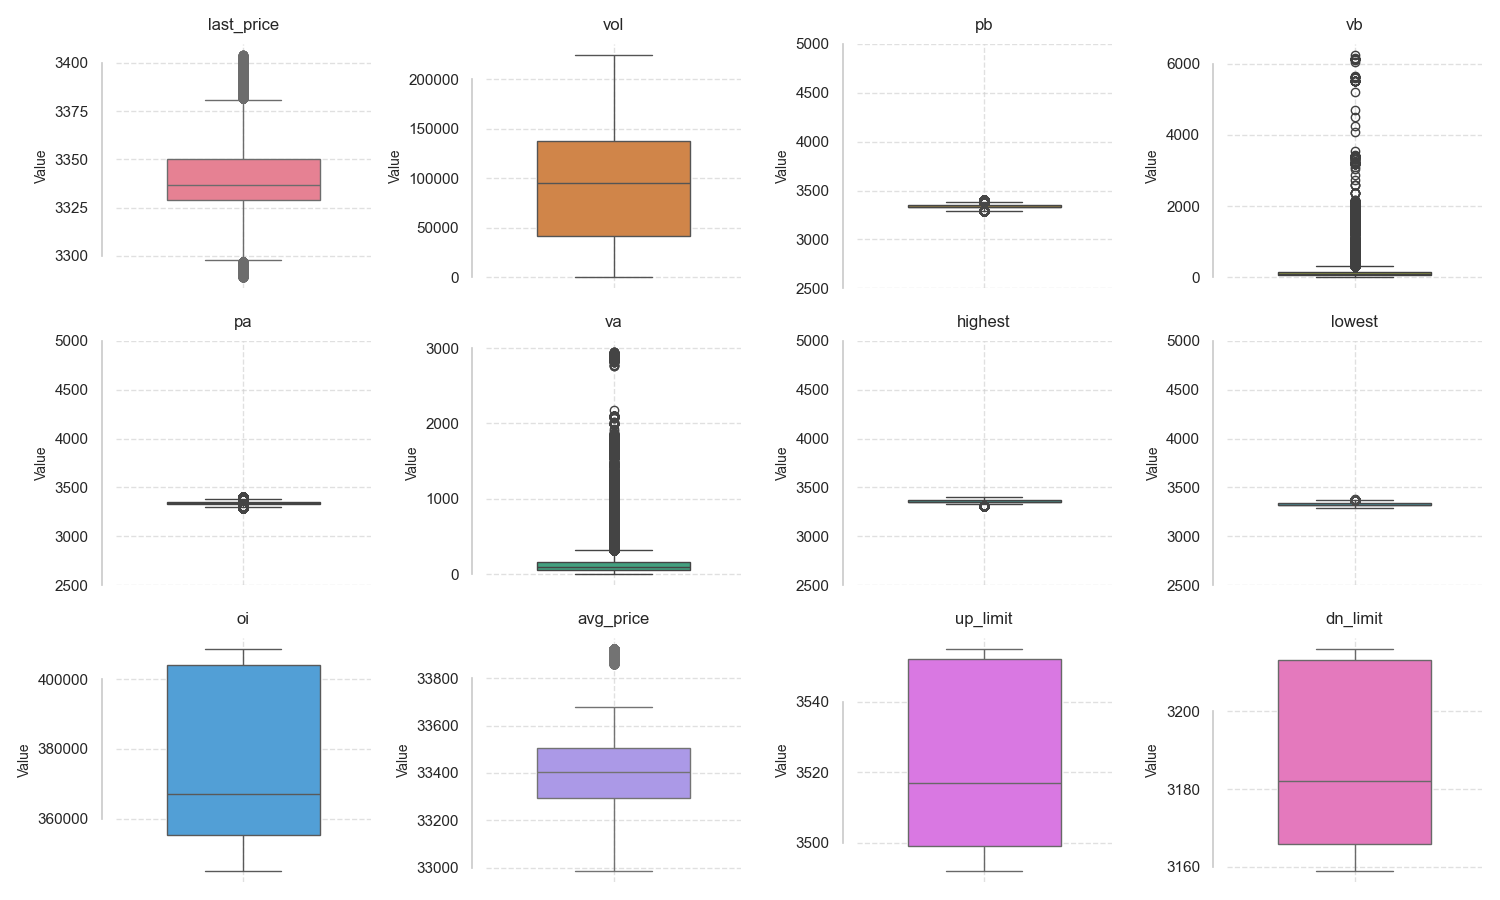 last_price
Value
3400
3375
3350
3325
3300
vol
Value
200000
150000
100000
50000
0
pb
Value
5000
4500
4000
3500
3000
2500
vb
Value
6000
4000
2000
0
pa
Value
5000
4500
4000
3500
3000
2500
va
Value
3000
2000
1000
0
highest
Value
5000
4500
4000
3500
3000
2500
lowest
Value
5000
4500
4000
3500
3000
2500
oi
Value
400000
380000
360000
avg_price
Value
33800
33600
33400
33200
33000
up_limit
Value
3540
3520
3500
dn_limit
Value
3200
3180
3160